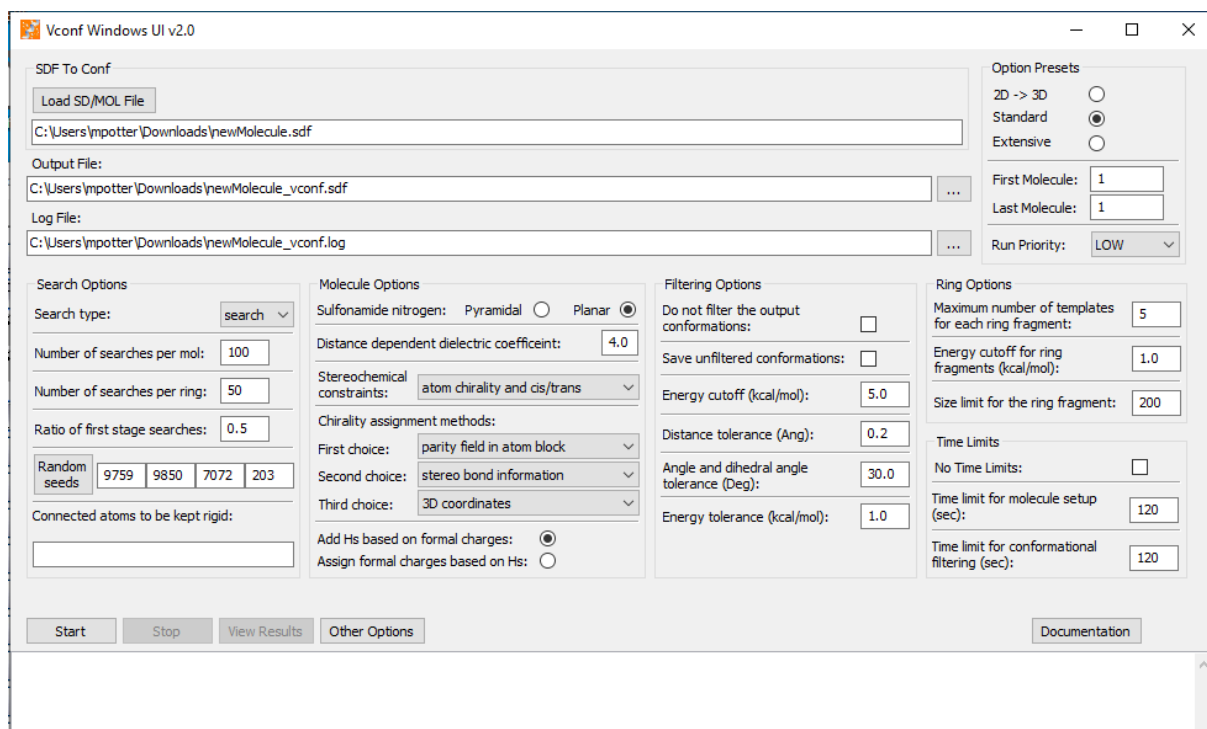 Vconf Windows UI v2.0
SDF To Conf
Load SD/MOL File
C:\Users\mpotter\Downloads\newMolecule.sdf
Output File:
C:\Users\mpotter\Downloads\newMolecule_vconf.sdf
...
Log File:
C:\Users\mpotter\Downloads\newMolecule_vconf.log
...
Option Presets
2D -> 3D
Standard
Extensive
First Molecule: 1
Last Molecule: 1
Run Priority: LOW
Search Options
Search type: search
Number of searches per mol: 100
Number of searches per ring: 50
Ratio of first stage searches: 0.5
Random
seeds
9759 9850 7072 203
Connected atoms to be kept rigid:
Molecule Options
Sulfonamide nitrogen: Pyramidal Planar
Distance dependent dielectric coefficeint: 4.0
Stereochemical
constraints:
atom chirality and cis/trans
Chirality assignment methods:
First choice: parity field in atom block
Second choice: stereo bond information
Third choice: 3D coordinates
Add Hs based on formal charges:
Assign formal charges based on Hs:
Filtering Options
Do not filter the output
conformations:
Save unfiltered conformations:
Energy cutoff (kcal/mol): 5.0
Distance tolerance (Ang): 0.2
Angle and dihedral angle
tolerance (Deg):
30.0
Energy tolerance (kcal/mol): 1.0
Ring Options
Maximum number of templates
for each ring fragment:
5
Energy cutoff for ring
fragments (kcal/mol):
1.0
Size limit for the ring fragment: 200
Time Limits
No Time Limits:
Time limit for molecule setup
(sec):
120
Time limit for conformational
filtering (sec):
120
Start Stop View Results Other Options Documentation